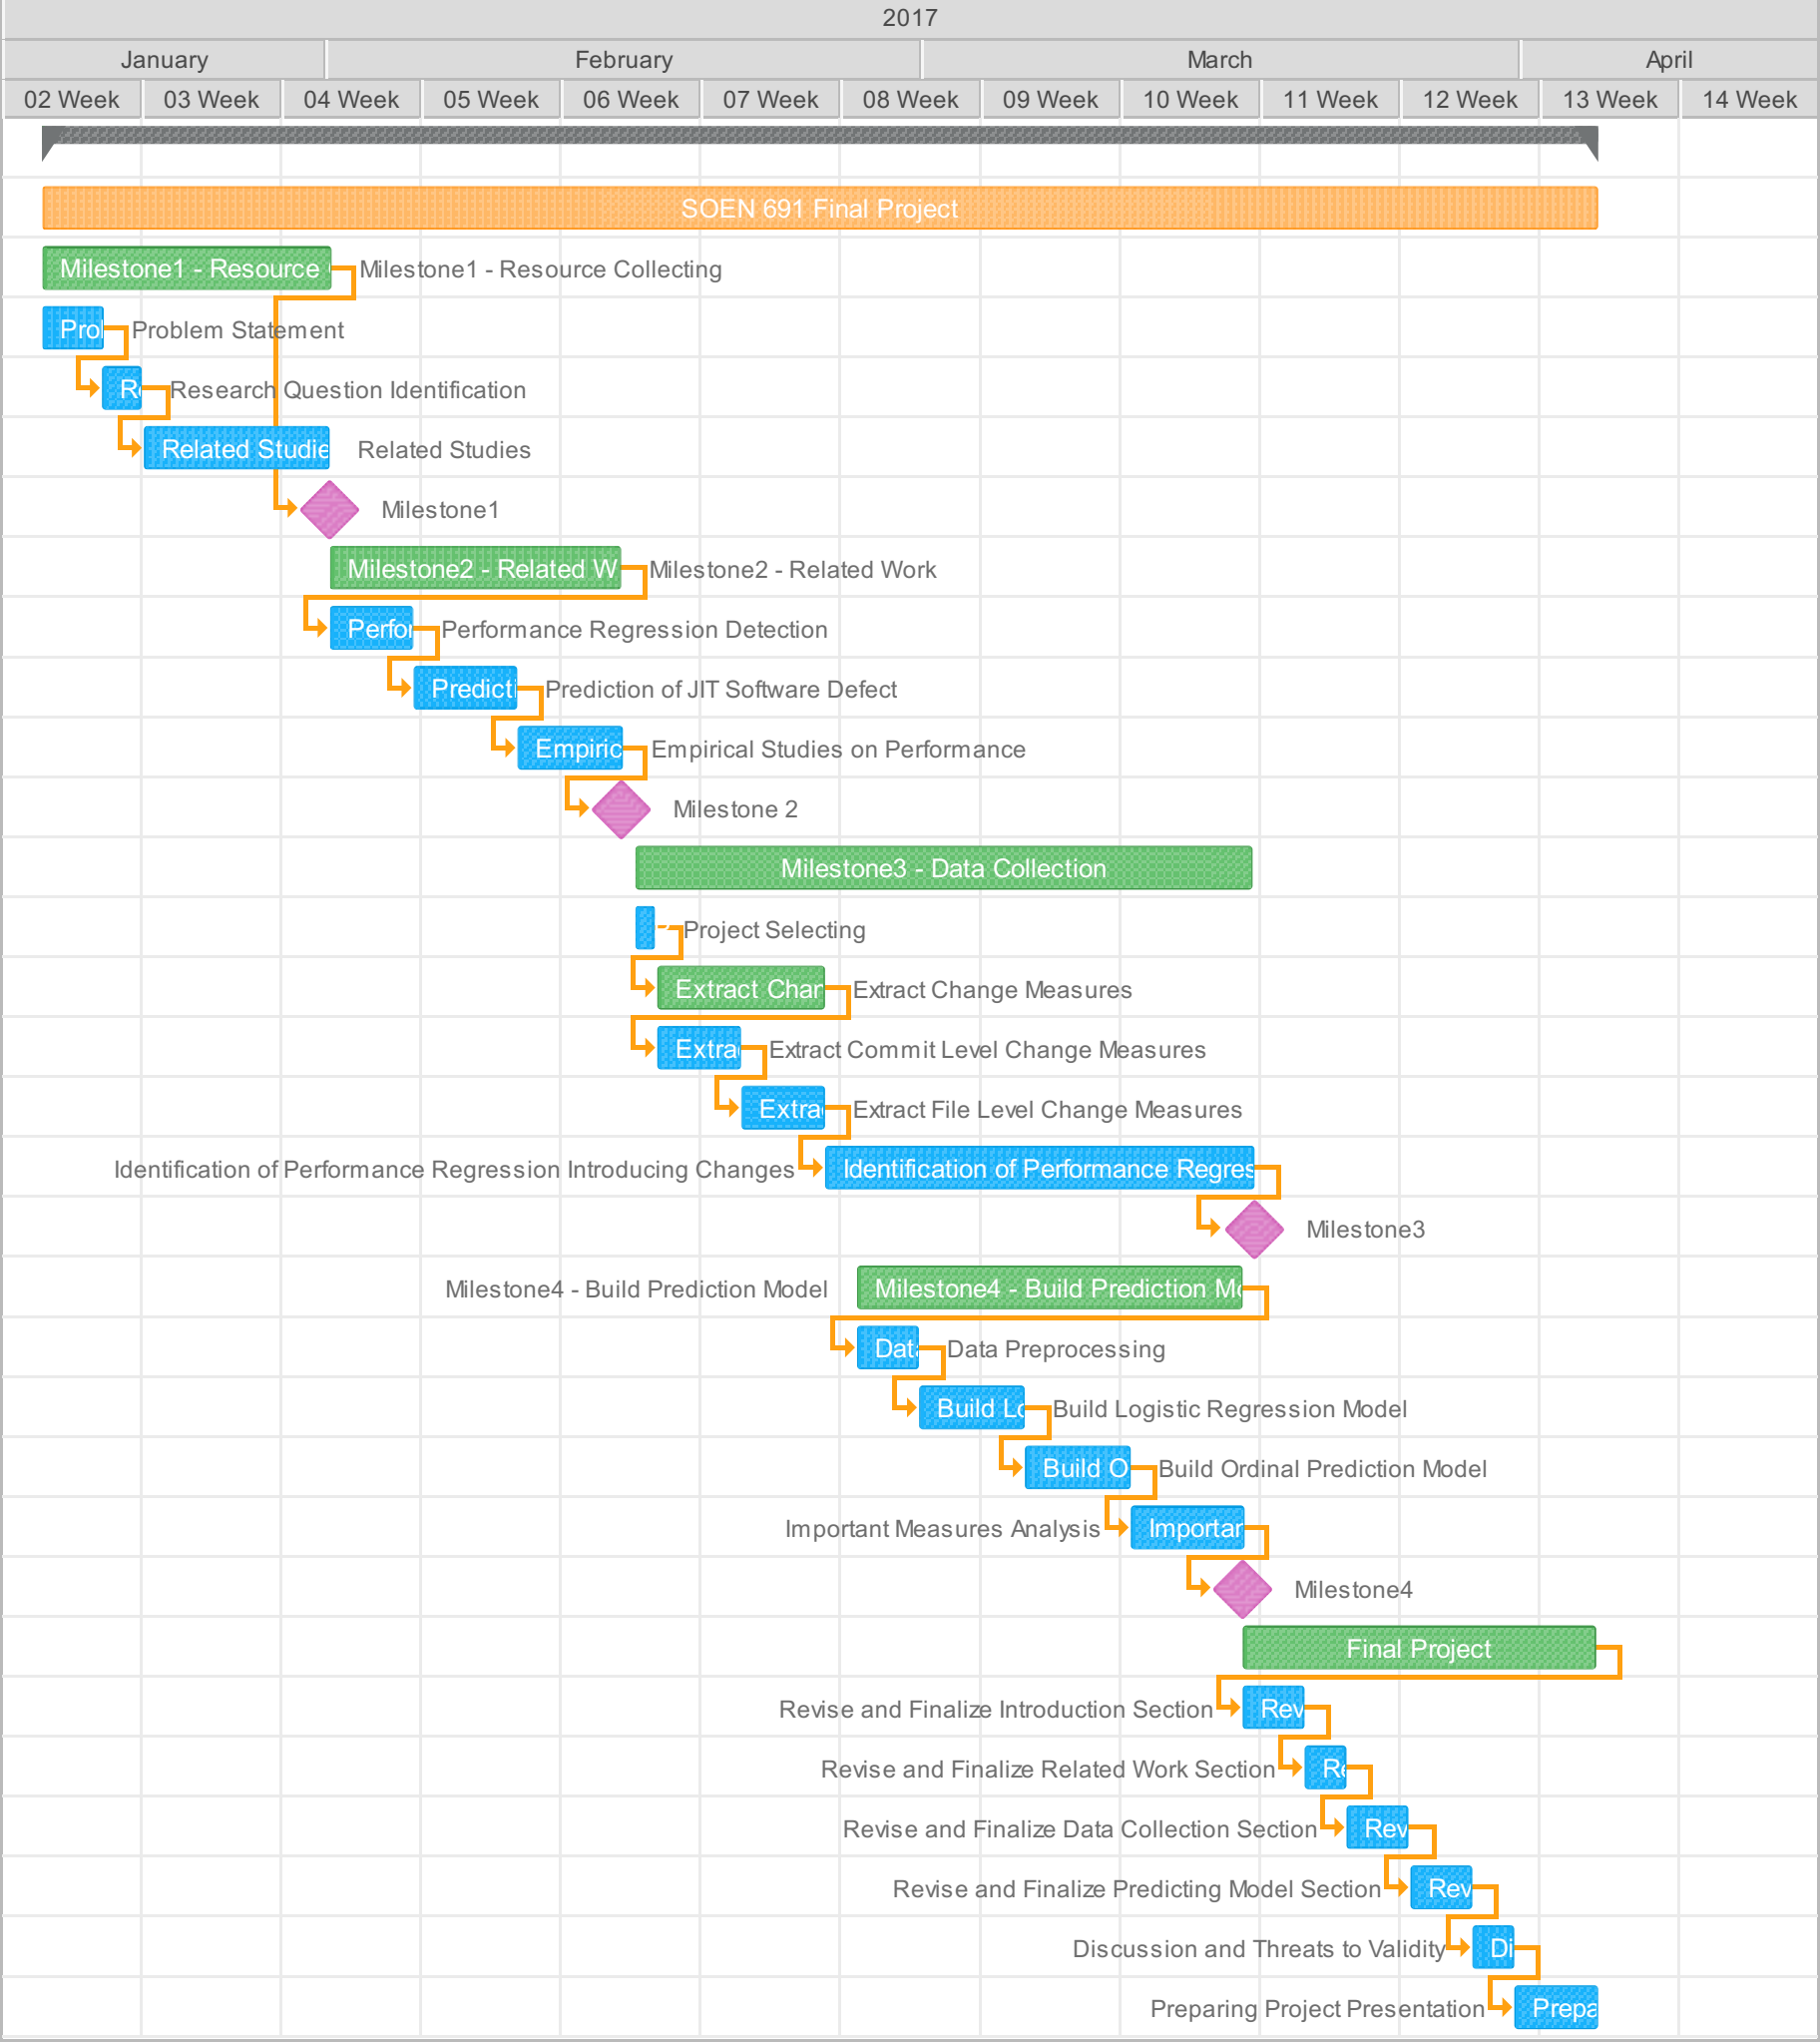 2017
January February March April
02 Week 03 Week 04 Week 05 Week 06 Week 07 Week 08 Week 09 Week 10 Week 11 Week 12 Week 13 Week 14 Week
SOEN 691 Final Project
Milestone1 - Resource Milestone1 - Resource Collecting
Pro Problem Statement
Re Research Question Identification
Related Studie Related Studies
Milestone1
Milestone2 - Related W Milestone2 - Related Work
Perfor Performance Regression Detection
Predicti Prediction of JIT Software Defect
Empiric Empirical Studies on Performance
Milestone 2
Milestone3 - Data Collection
Project Selecting
Extract Chan Extract Change Measures
Extra Extract Commit Level Change Measures
Extra Extract File Level Change Measures
Identification of Performance Regression Introducing Changes Identification of Performance Regres
Milestone3
Milestone4 - Build Prediction Model Milestone4 - Build Prediction Mo
Data Data Preprocessing
Build Lo Build Logistic Regression Model
Build O Build Ordinal Prediction Model
Important Measures Analysis Importan
Milestone4
Final Project
Revise and Finalize Introduction Section Rev
Revise and Finalize Related Work Section Re
Revise and Finalize Data Collection Section Rev
Revise and Finalize Predicting Model Section Rev
Discussion and Threats to Validity Di
Preparing Project Presentation Prepa